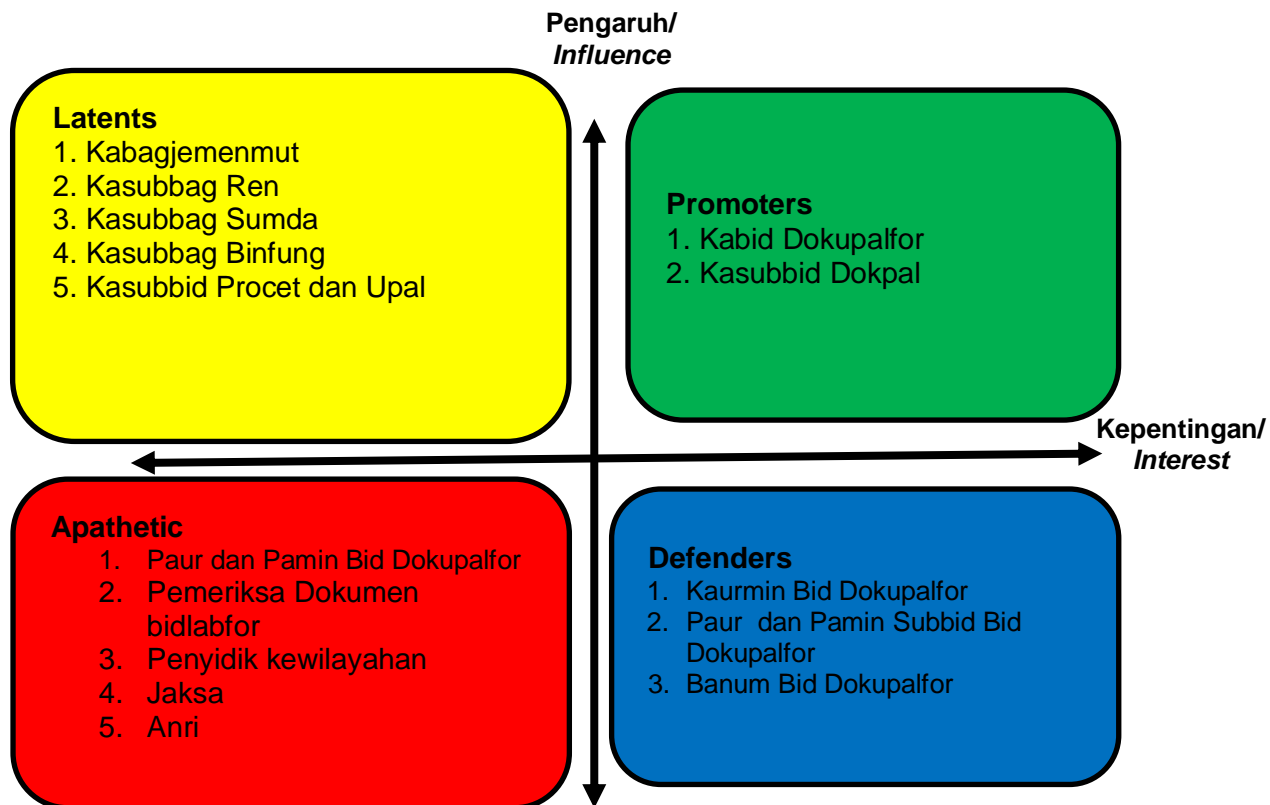 Pengaruh/
Influence
Latents
1. Kabagjemenmut
2. Kasubbag Ren
3. Kasubbag Sumda
4. Kasubbag Binfung
5. Kasubbid Procet dan Upal
Promoters
1. Kabid Dokupalfor
2. Kasubbid Dokpal
Kepentingan/
Interest
Apathetic
1. Paur dan Pamin Bid Dokupalfor
2. Pemeriksa Dokumen
bidlabfor
3. Penyidik kewilayahan
4. Jaksa
5. Anri
Defenders
1. Kaurmin Bid Dokupalfor
2. Paur dan Pamin Subbid Bid
Dokupalfor
3. Banum Bid Dokupalfor